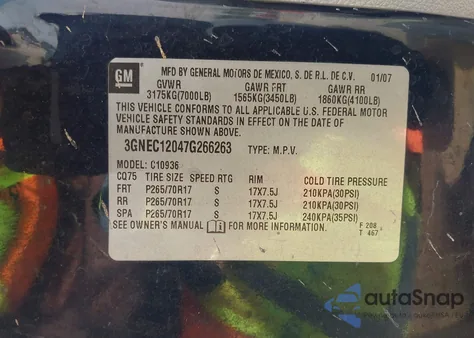 GM
MFD BY GENERAL MOTORS DE MEXICO, S. DE R.L. DE C.V. 01/07
GVWR GAWR FRT GAWR RR
3175KG(7000LB) 1565KG(3450LB) 1860KG(4100LB)
THIS VEHICLE CONFORMS TO ALL APPLICABLE U.S. FEDERAL MOTOR
VEHICLE SAFETY, BUMPER, AND THEFT PREVENTION STANDARDS
IN EFFECT ON THE DATE OF MANUFACTURE SHOWN ABOVE.
3GNEC12047G266263 TYPE: M.P.V.
MODEL: C10936
CQ75 TIRE SIZE SPEED RTG RIM COLD TIRE PRESSURE
FRT P265/70R17 S 17X7.5J 210KPA(30PSI)
RR P265/70R17 S 17X7.5J 210KPA(30PSI)
SPA P265/70R17 S 17X7.5J 240KPA(35PSI)
SEE OWNER'S MANUAL FOR MORE INFORMATION. F 208
T 467
autoSnap